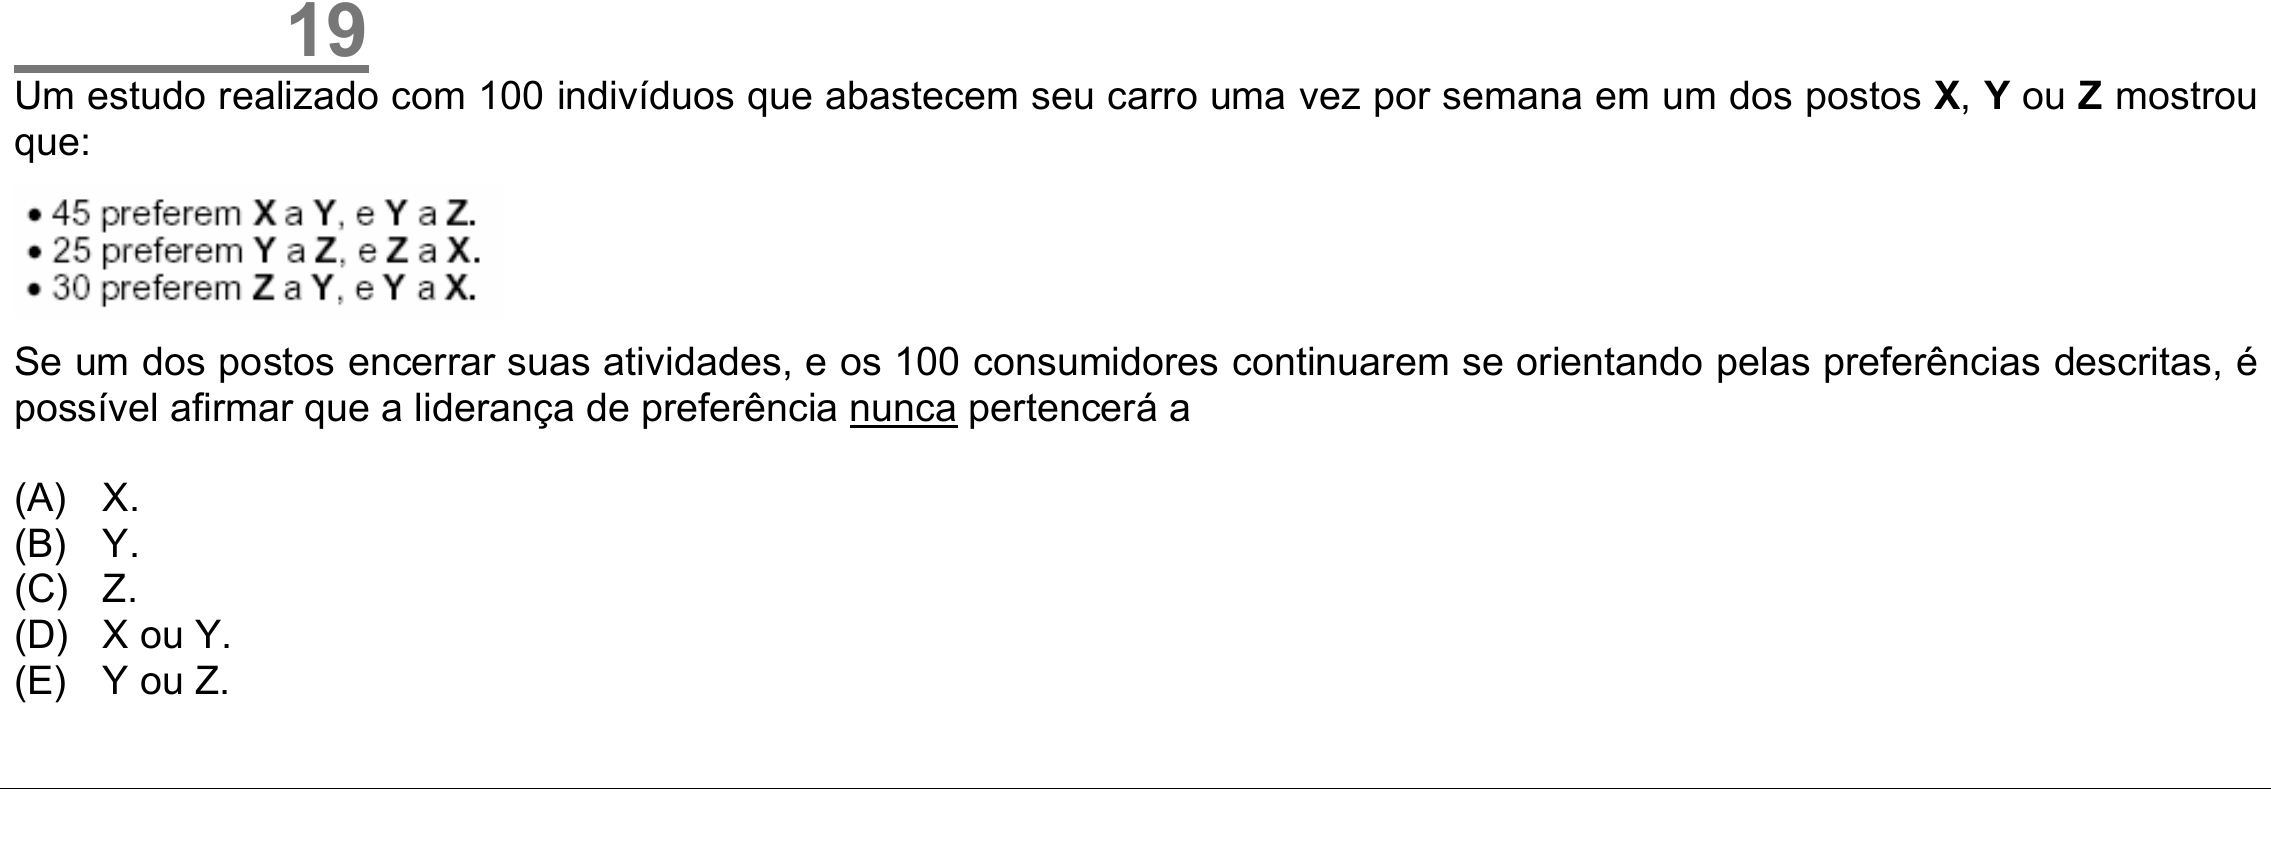 19
Um estudo realizado com 100 indivíduos que abastecem seu carro uma vez por semana em um dos postos X, Y ou Z mostrou
que:
• 45 preferem X a Y, e Y a Z.
• 25 preferem Y a Z, e Z a X.
• 30 preferem Z a Y, e Y a X.
Se um dos postos encerrar suas atividades, e os 100 consumidores continuarem se orientando pelas preferências descritas, é
possível afirmar que a liderança de preferência nunca pertencerá a
(A) X.
(B) Y.
(C) Z.
(D) X ou Y.
(E) Y ou Z.